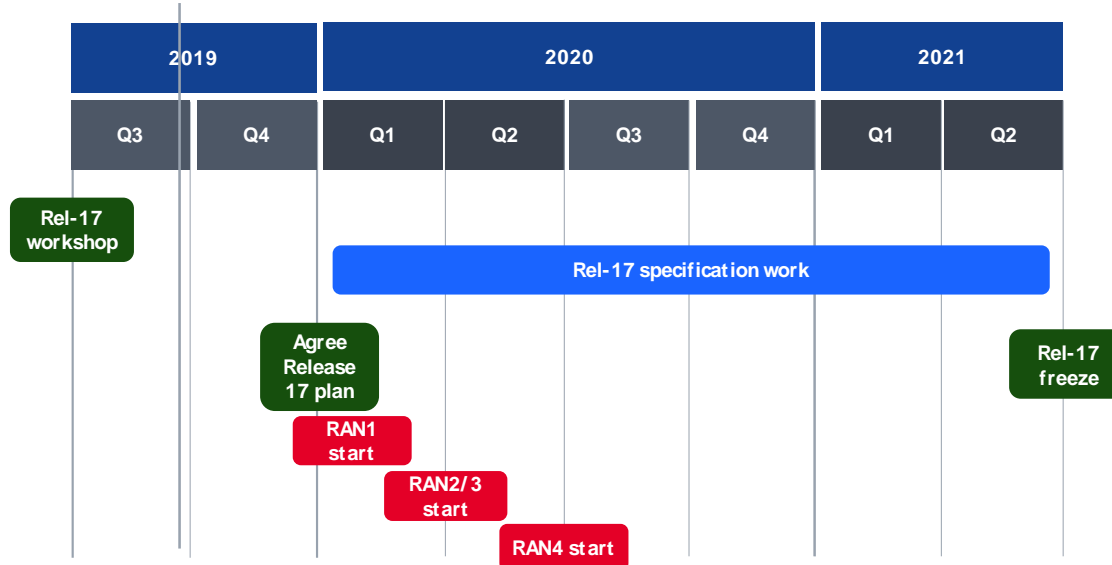 2019
2020
2021
Q3
Q4
Q1
Q2
Q3
Q4
Q1
Q2
Rel-17
workshop
Rel-17 specification work
Agree
Release
17 plan
Rel-17
freeze
RAN1
start
RAN2/3
start
RAN4 start